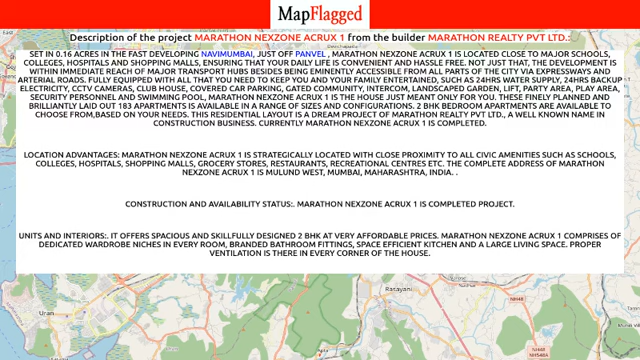 MapFlagged
Description of the project MARATHON NEXZONE ACRUX 1 from the builder MARATHON REALTY PVT LTD.:
SET IN 0.16 ACRES IN THE FAST DEVELOPING NAVIMUMBAI, JUST OFF PANVEL , MARATHON NEXZONE ACRUX 1 IS LOCATED CLOSE TO MAJOR SCHOOLS,
COLLEGES, HOSPITALS AND SHOPPING MALLS, ENSURING THAT YOUR DAILY LIFE IS CONVENIENT AND HASSLE FREE. NOT JUST THAT, THE DEVELOPMENT IS
WITHIN IMMEDIATE REACH OF MAJOR TRANSPORT HUBS BESIDES BEING EMINENTLY ACCESSIBLE FROM ALL PARTS OF THE CITY VIA EXPRESSWAYS AND
ARTERIAL ROADS. FULLY EQUIPPED WITH ALL THAT YOU NEED TO KEEP YOU AND YOUR FAMILY ENTERTAINED, SUCH AS 24HRS WATER SUPPLY, 24HRS BACKUP
ELECTRICITY, CCTV CAMERAS, CLUB HOUSE, COVERED CAR PARKING, GATED COMMUNITY, INTERCOM, LANDSCAPED GARDEN, LIFT, PARTY AREA, PLAY AREA,
SECURITY PERSONNEL AND SWIMMING POOL, MARATHON NEXZONE ACRUX 1 IS THE HOUSE JUST MEANT ONLY FOR YOU. THESE FINELY PLANNED AND
BRILLIANTLY LAID OUT 183 APARTMENTS IS AVAILABLE IN A RANGE OF SIZES AND CONFIGURATIONS. 2 BHK BEDROOM APARTMENTS ARE AVAILABLE TO
CHOOSE FROM,BASED ON YOUR NEEDS. THIS RESIDENTIAL LAYOUT IS A DREAM PROJECT OF MARATHON REALTY PVT LTD., A WELL KNOWN NAME IN
CONSTRUCTION BUSINESS. CURRENTLY MARATHON NEXZONE ACRUX 1 IS COMPLETED.
LOCATION ADVANTAGES: MARATHON NEXZONE ACRUX 1 IS STRATEGICALLY LOCATED WITH CLOSE PROXIMITY TO ALL CIVIC AMENITIES SUCH AS SCHOOLS,
COLLEGES, HOSPITALS, SHOPPING MALLS, GROCERY STORES, RESTAURANTS, RECREATIONAL CENTRES ETC. THE COMPLETE ADDRESS OF MARATHON
NEXZONE ACRUX 1 IS MULUND WEST, MUMBAI, MAHARASHTRA, INDIA. .
CONSTRUCTION AND AVAILABILITY STATUS:. MARATHON NEXZONE ACRUX 1 IS COMPLETED PROJECT.
UNITS AND INTERIORS:. IT OFFERS SPACIOUS AND SKILLFULLY DESIGNED 2 BHK AT VERY AFFORDABLE PRICES. MARATHON NEXZONE ACRUX 1 COMPRISES OF
DEDICATED WARDROBE NICHES IN EVERY ROOM, BRANDED BATHROOM FITTINGS, SPACE EFFICIENT KITCHEN AND A LARGE LIVING SPACE. PROPER
VENTILATION IS THERE IN EVERY CORNER OF THE HOUSE.
Rasayani
Uran
NH48
NH48
NH548A